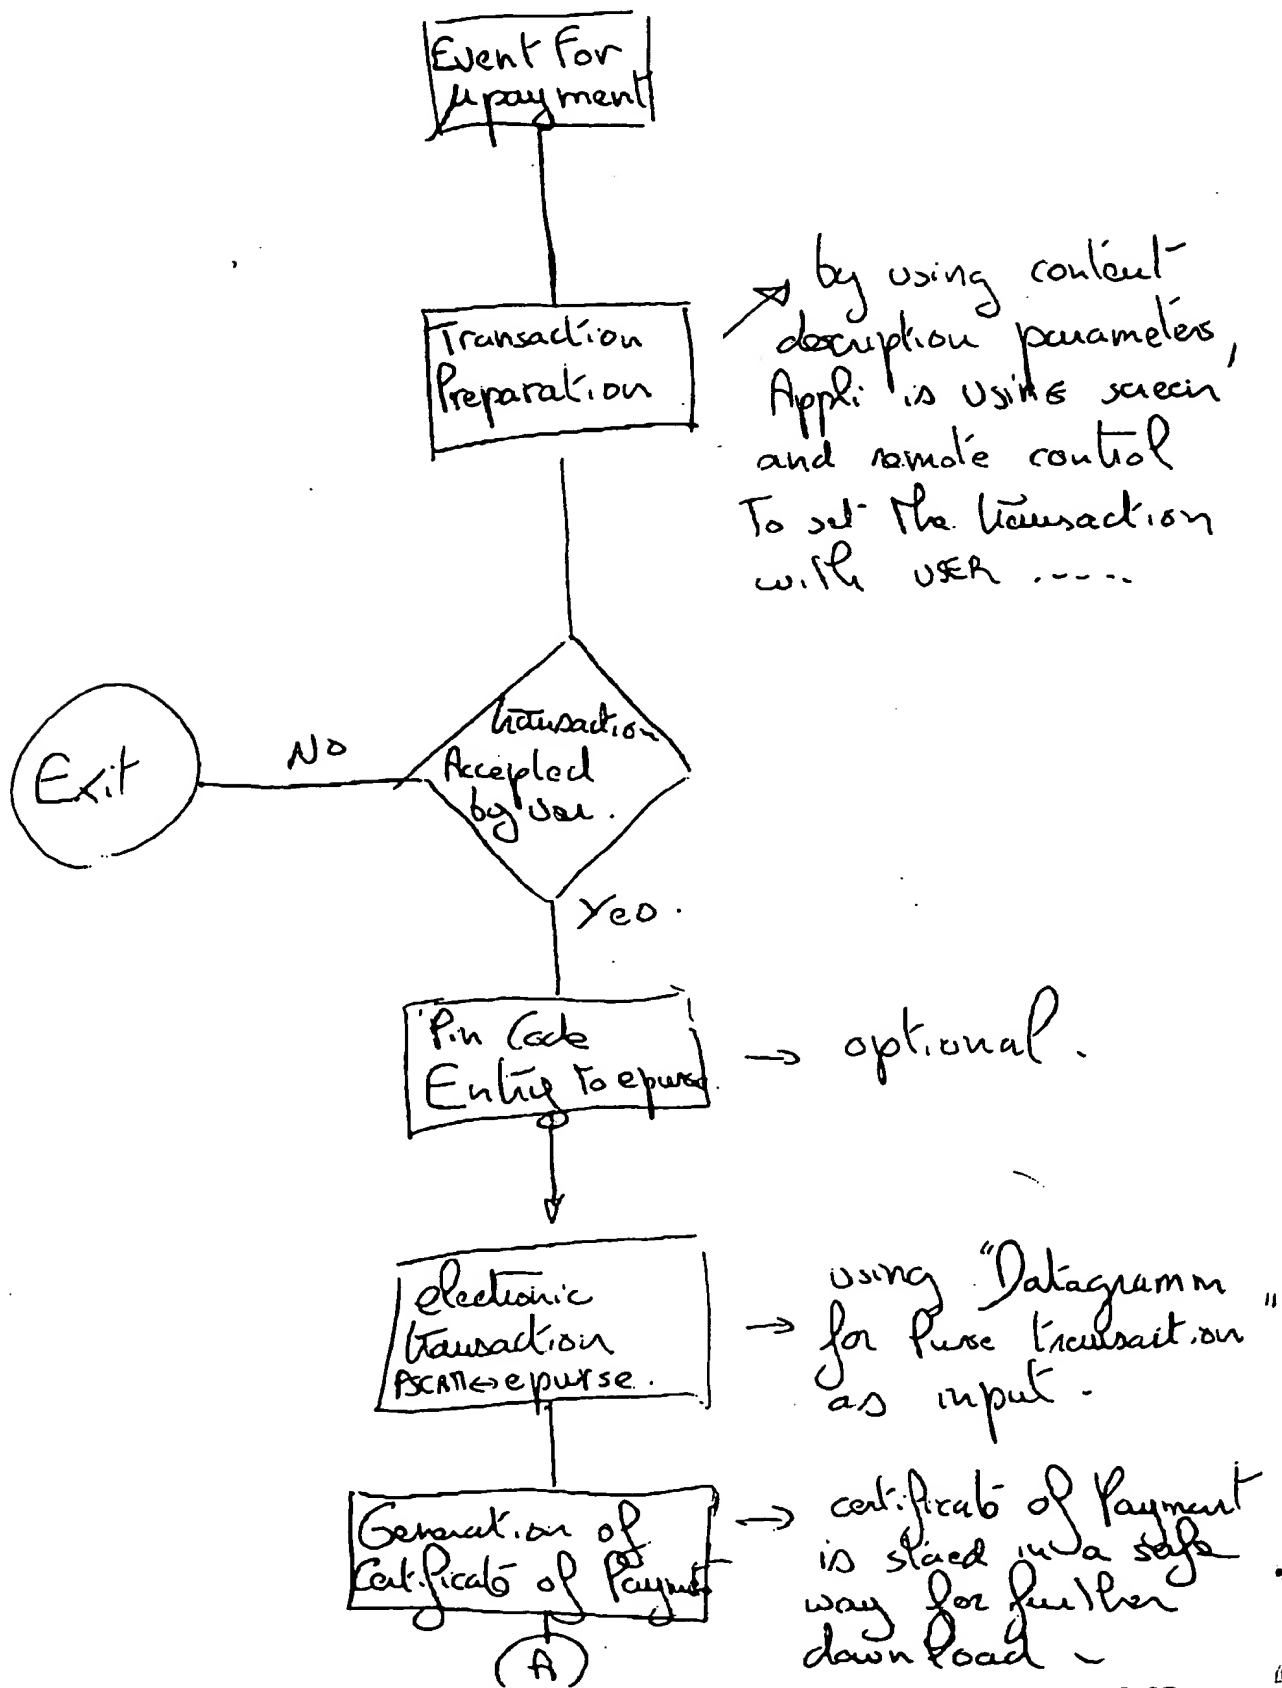 Event for
µpayment
Transaction
Preparation
by using content
description parameters,
Appli is using screen
and remote control
To set the transaction
with USER .....
transaction
Accepted
by user.
NO
Exit
Yes.
Pin Code
Entry to epurse
optional.
electronic
transaction
PSCAM↔epurse.
using "Datagramm
for Purse transaction"
as input.
Generation of
Certificate of Payment
certificate of Payment
is stored in a safe
way for further
download -
A